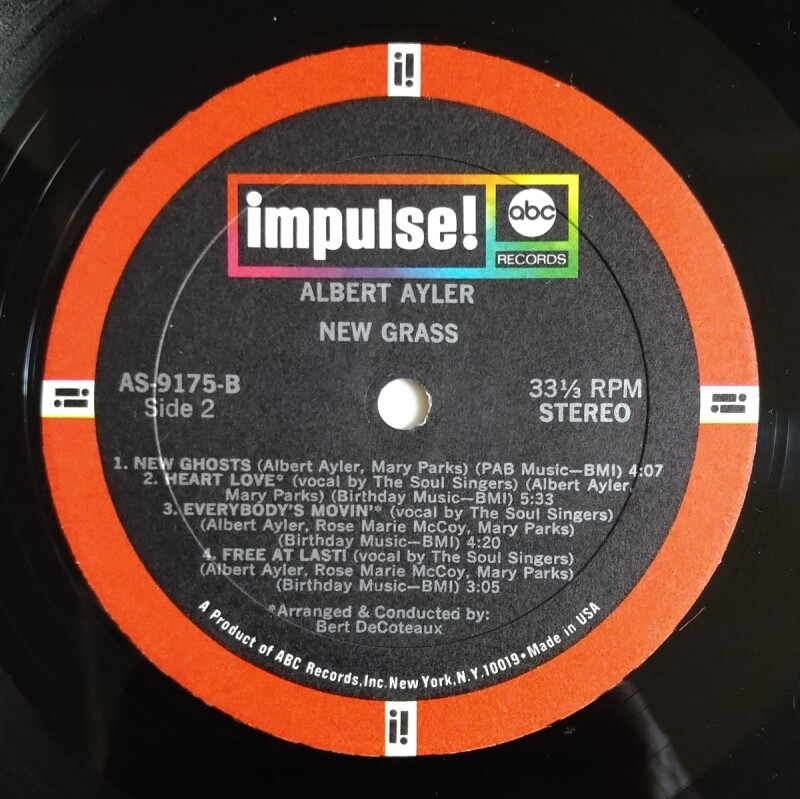 i!
impulse!
abc
RECORDS
ALBERT AYLER
NEW GRASS
AS-9175-B
Side 2
33⅓ RPM
STEREO
i!
i!
1. NEW GHOSTS (Albert Ayler, Mary Parks) (PAB Music—BMI) 4:07
2. HEART LOVE* (vocal by The Soul Singers) (Albert Ayler,
Mary Parks) (Birthday Music—BMI) 5:33
3. EVERYBODY'S MOVIN'* (vocal by The Soul Singers)
(Albert Ayler, Rose Marie McCoy, Mary Parks)
(Birthday Music—BMI) 4:20
4. FREE AT LAST! (vocal by The Soul Singers)
(Albert Ayler, Rose Marie McCoy, Mary Parks)
(Birthday Music—BMI) 3:05
*Arranged & Conducted by:
Bert DeCoteaux
A Product of ABC Records, Inc. New York, N.Y. 10019 • Made in USA
i!